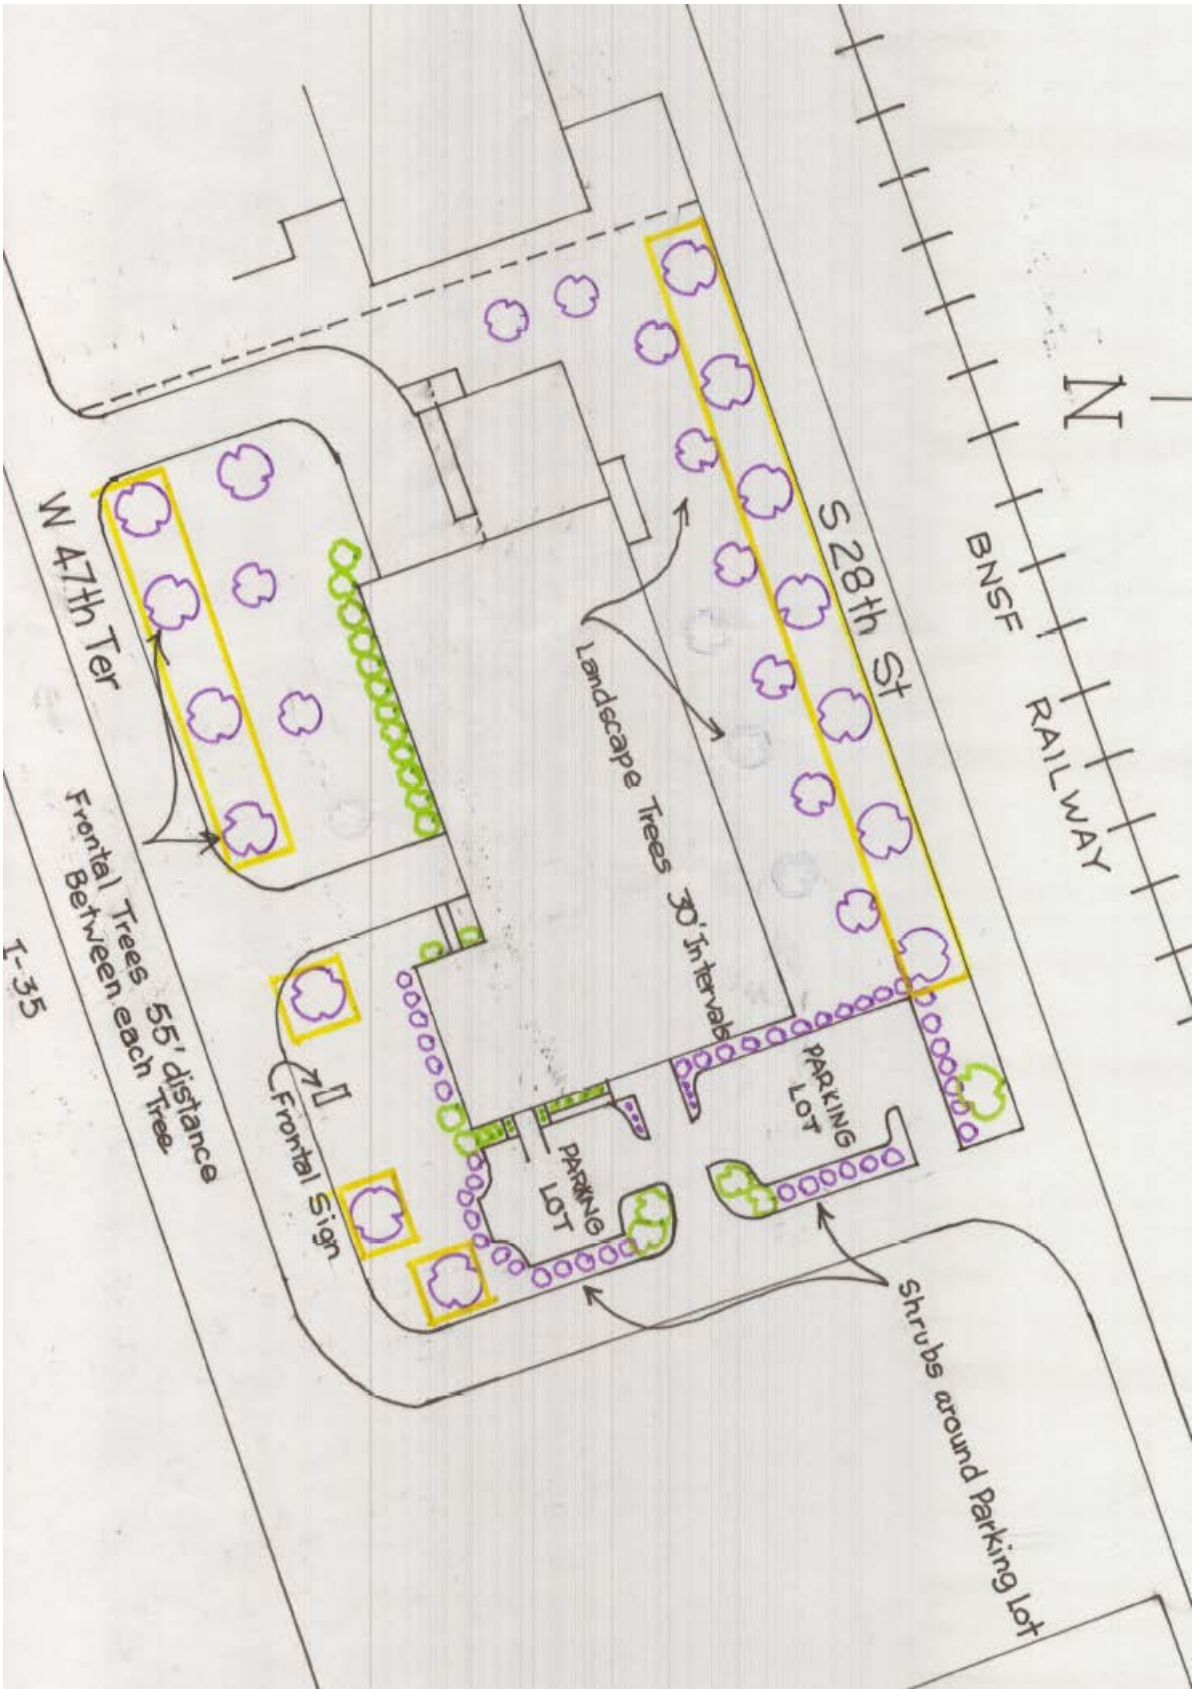 N
BNSF RAILWAY
S 28th St
Landscape Trees 30' Intervals
W 47th Ter
Frontal Trees 55' distance
Between each Tree
I-35
Frontal Sign
PARKING
LOT
PARKING
LOT
Shrubs around Parking Lot